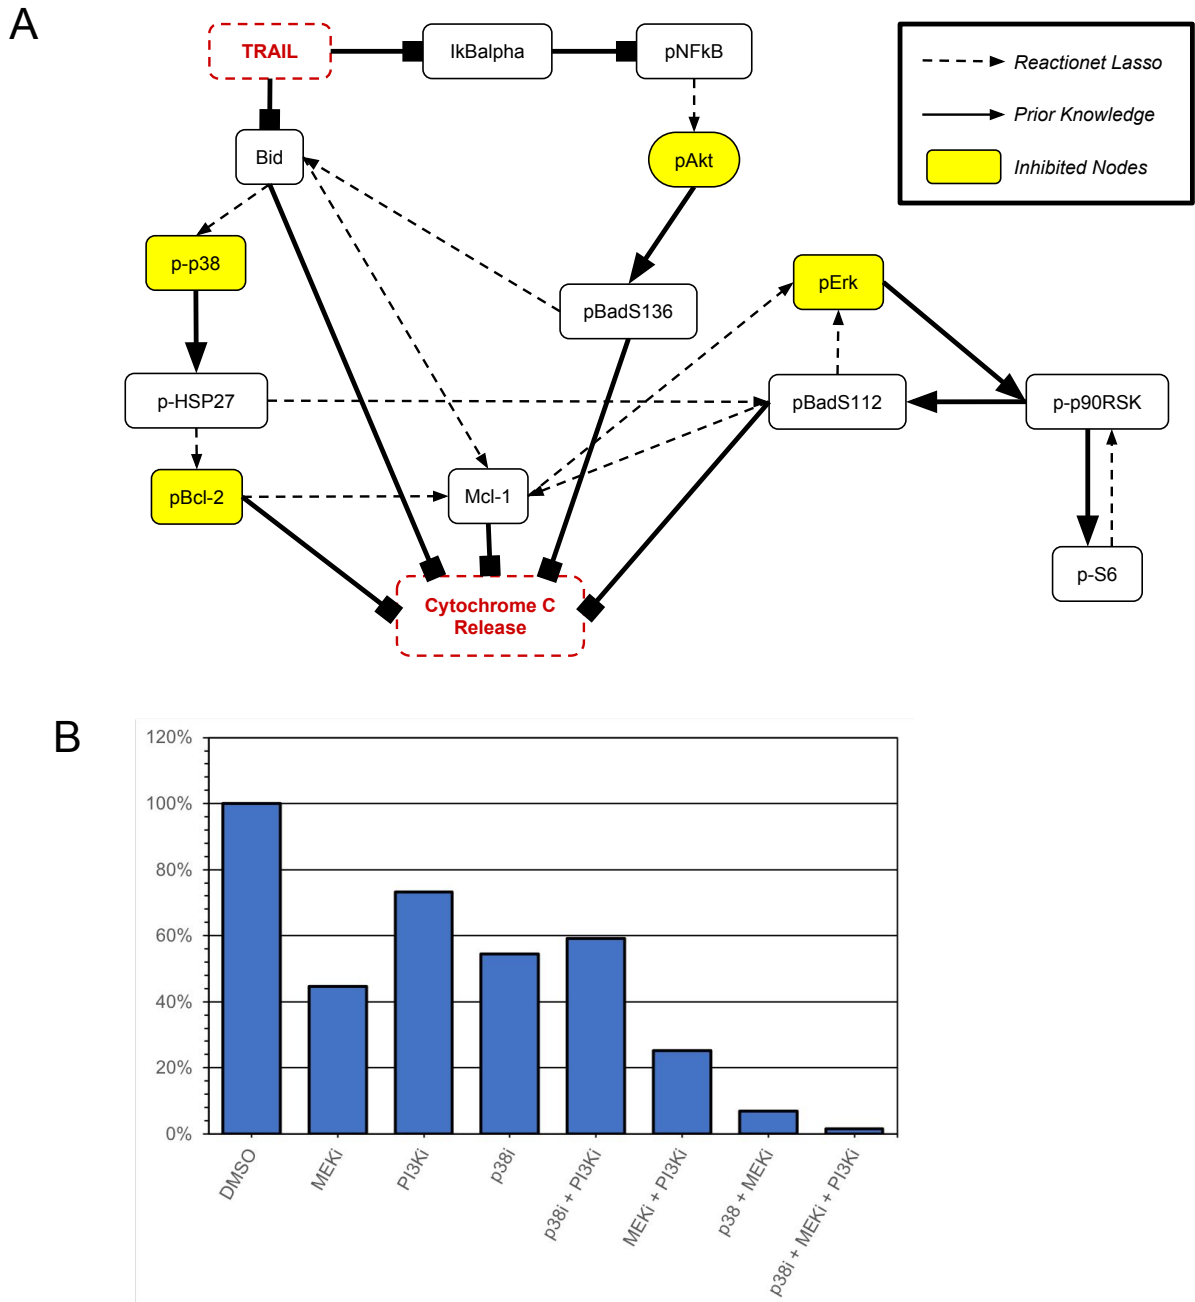 A
TRAIL
IkBalpha
pNFkB
Reactionet Lasso
Prior Knowledge
Inhibited Nodes
Bid
pAkt
p-p38
pErk
pBadS136
p-HSP27
pBadS112
p-p90RSK
pBcl-2
Mcl-1
p-S6
Cytochrome C
Release
B
120%
100%
80%
60%
40%
20%
0%
DMSO
MEKi
PI3Ki
p38i
p38i + PI3Ki
MEKi + PI3Ki
p38 + MEKi
p38i + MEKi + PI3Ki